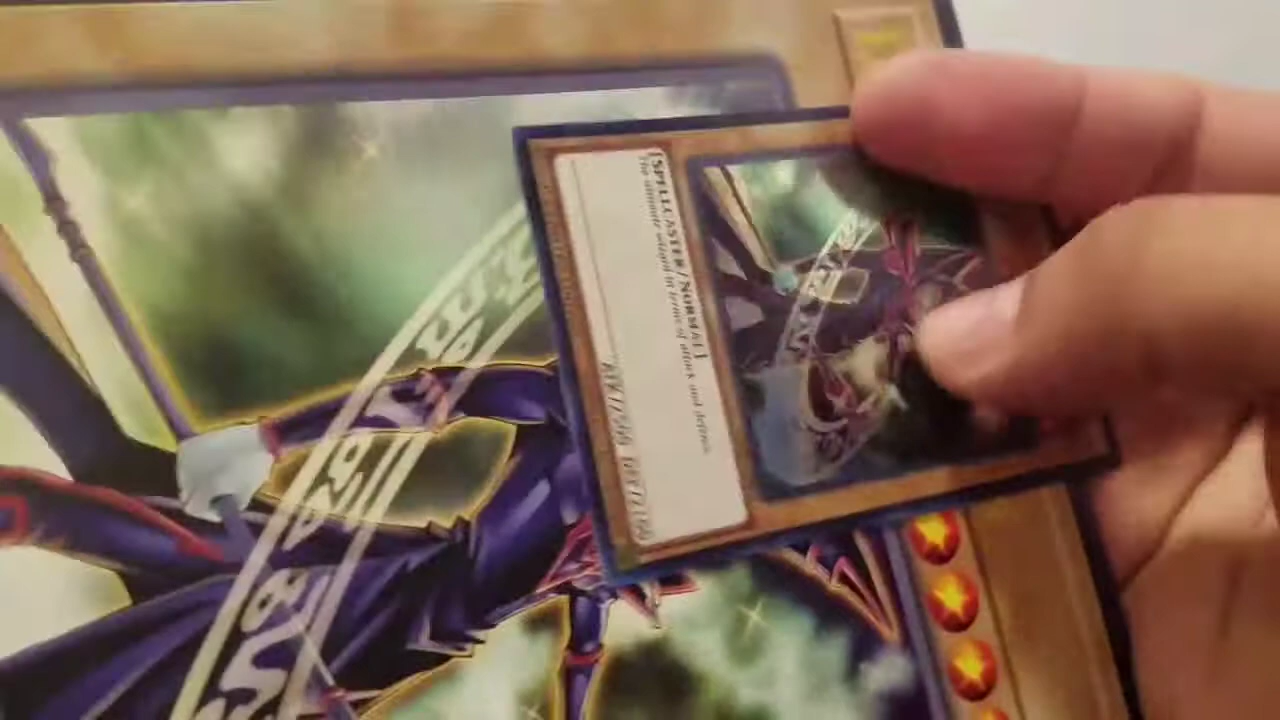 [SPELLCASTER/NORMAL]
The ultimate wizard in terms of attack and defense.
ATK/2500 DEF/2100